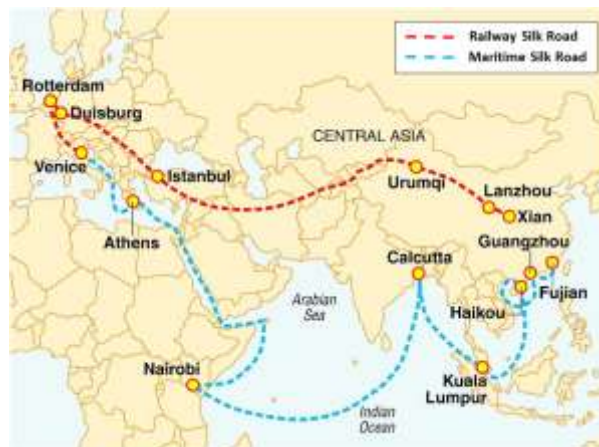 Railway Silk Road
Maritime Silk Road
Rotterdam
Duisburg
CENTRAL ASIA
Venice
Istanbul
Urumqi
Lanzhou
Xian
Athens
Guangzhou
Calcutta
Arabian
Sea
Fujian
Haikou
Nairobi
Kuala
Lumpur
Indian
Ocean